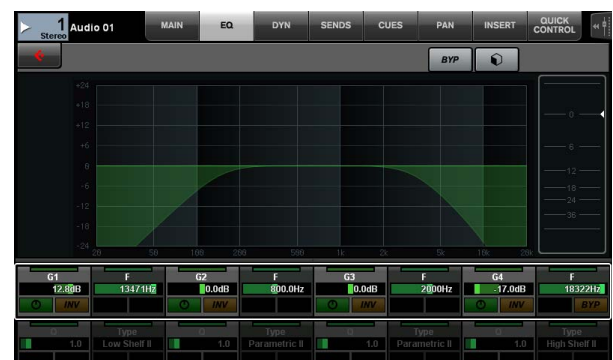 1 Audio 01 MAIN EQ DYN SENDS CUES PAN INSERT QUICK CONTROL
Stereo
BYP
+24
+18
+12
+6
0
-6
-12
-18
-24
20 50 100 200 500 1k 2k 5k 10k 20k
0
6
12
18
24
36
G1 F G2 F G3 F G4 F
12.8dB 13471Hz 0.0dB 800.0Hz 0.0dB 2000Hz -17.0dB 18322Hz
INV INV INV INV BYP
Q Type Q Type Q Type Q Type
1.0 Low Shelf II 1.0 Parametric II 1.0 Parametric II 1.0 High Shelf II